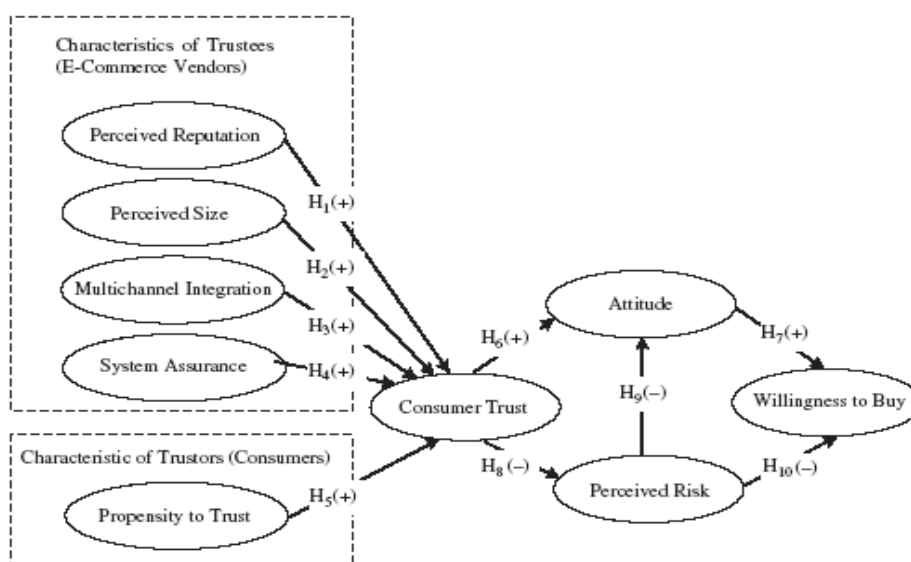 Characteristics of Trustees
(E-Commerce Vendors)
Perceived Reputation
H₁(+)
Perceived Size
H₂(+)
Multichannel Integration
H₃(+)
System Assurance
H₄(+)
Characteristic of Trustors (Consumers)
Propensity to Trust
H₅(+)
Consumer Trust
H₆(+)
Attitude
H₇(+)
H₈(–)
H₉(–)
Perceived Risk
H₁₀(–)
Willingness to Buy